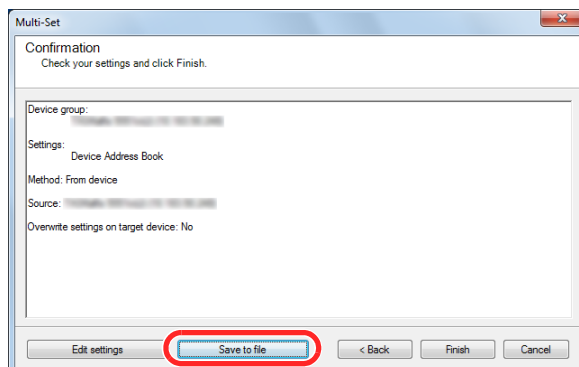 Multi-Set
Confirmation
Check your settings and click Finish.
Device group:
Settings:
Device Address Book
Method: From device
Source:
Overwrite settings on target device: No
Edit settings
Save to file
< Back
Finish
Cancel